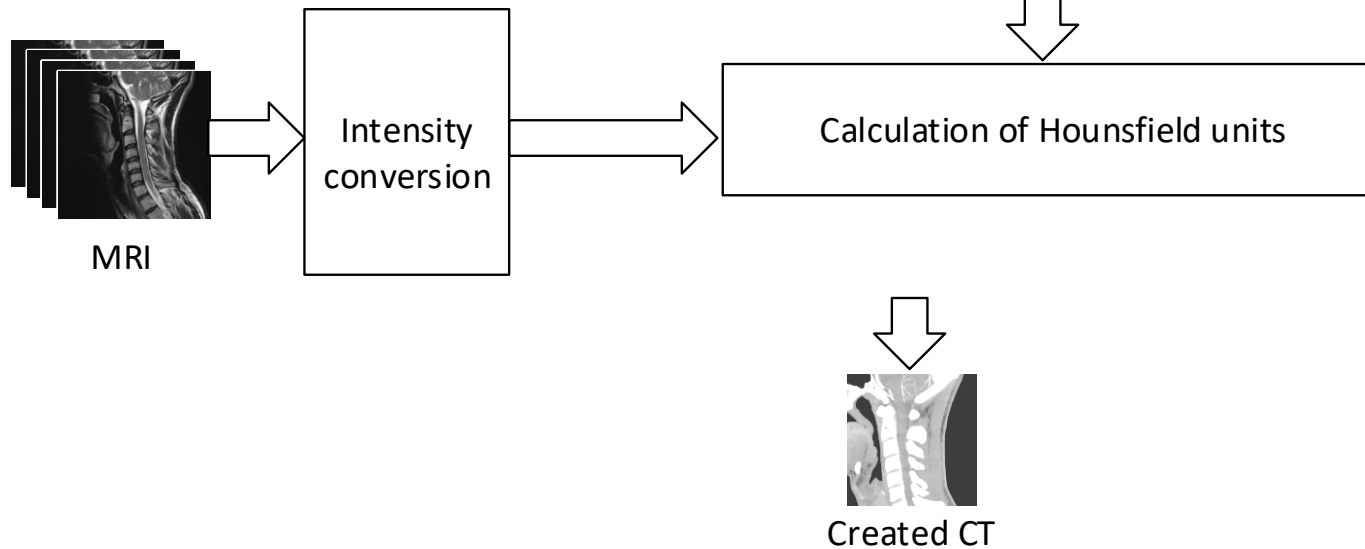 MRI
Intensity
conversion
Calculation of Hounsfield units
Created CT